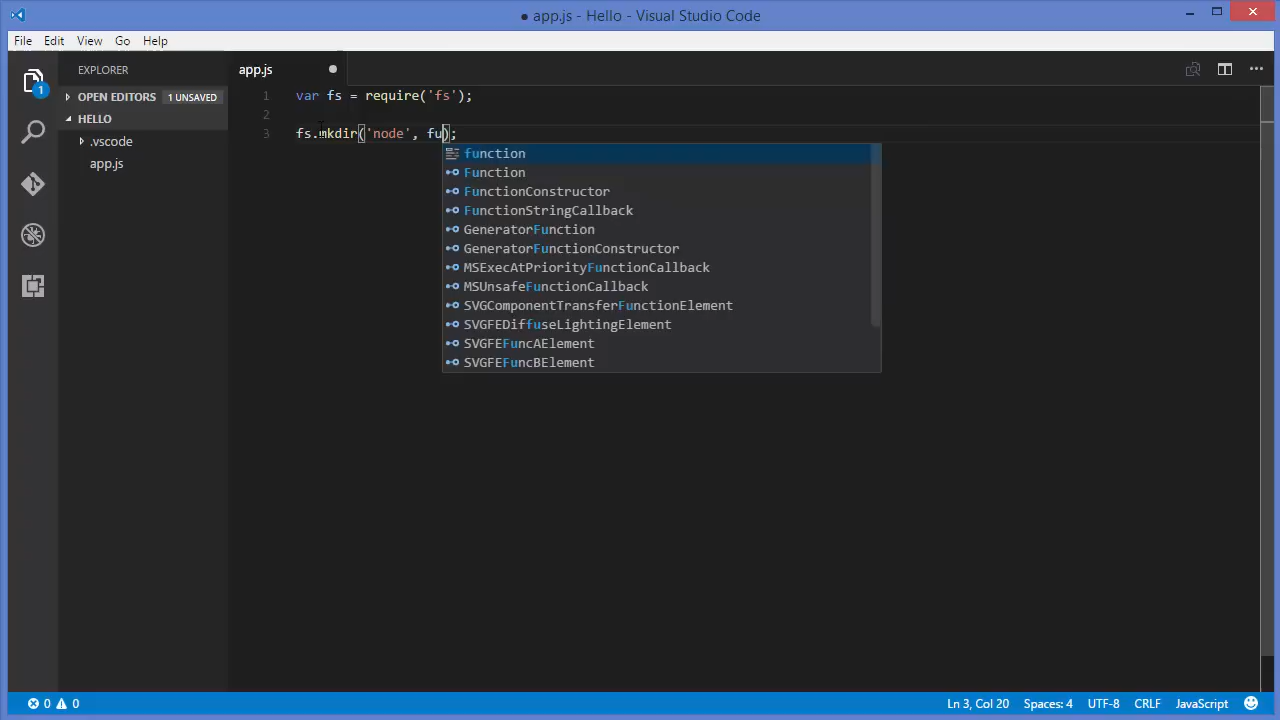 ● app.js - Hello - Visual Studio Code
File Edit View Go Help
EXPLORER
app.js
OPEN EDITORS 1 UNSAVED
HELLO
.vscode
app.js
1
1 var fs = require('fs');
2
3 fs.mkdir('node', fu);
function
Function
FunctionConstructor
FunctionStringCallback
GeneratorFunction
GeneratorFunctionConstructor
MSExecAtPriorityFunctionCallback
MSUnsafeFunctionCallback
SVGComponentTransferFunctionElement
SVGFEDiffuseLightingElement
SVGFEFuncAElement
SVGFEFuncBElement
0 0 Ln 3, Col 20 Spaces: 4 UTF-8 CRLF JavaScript